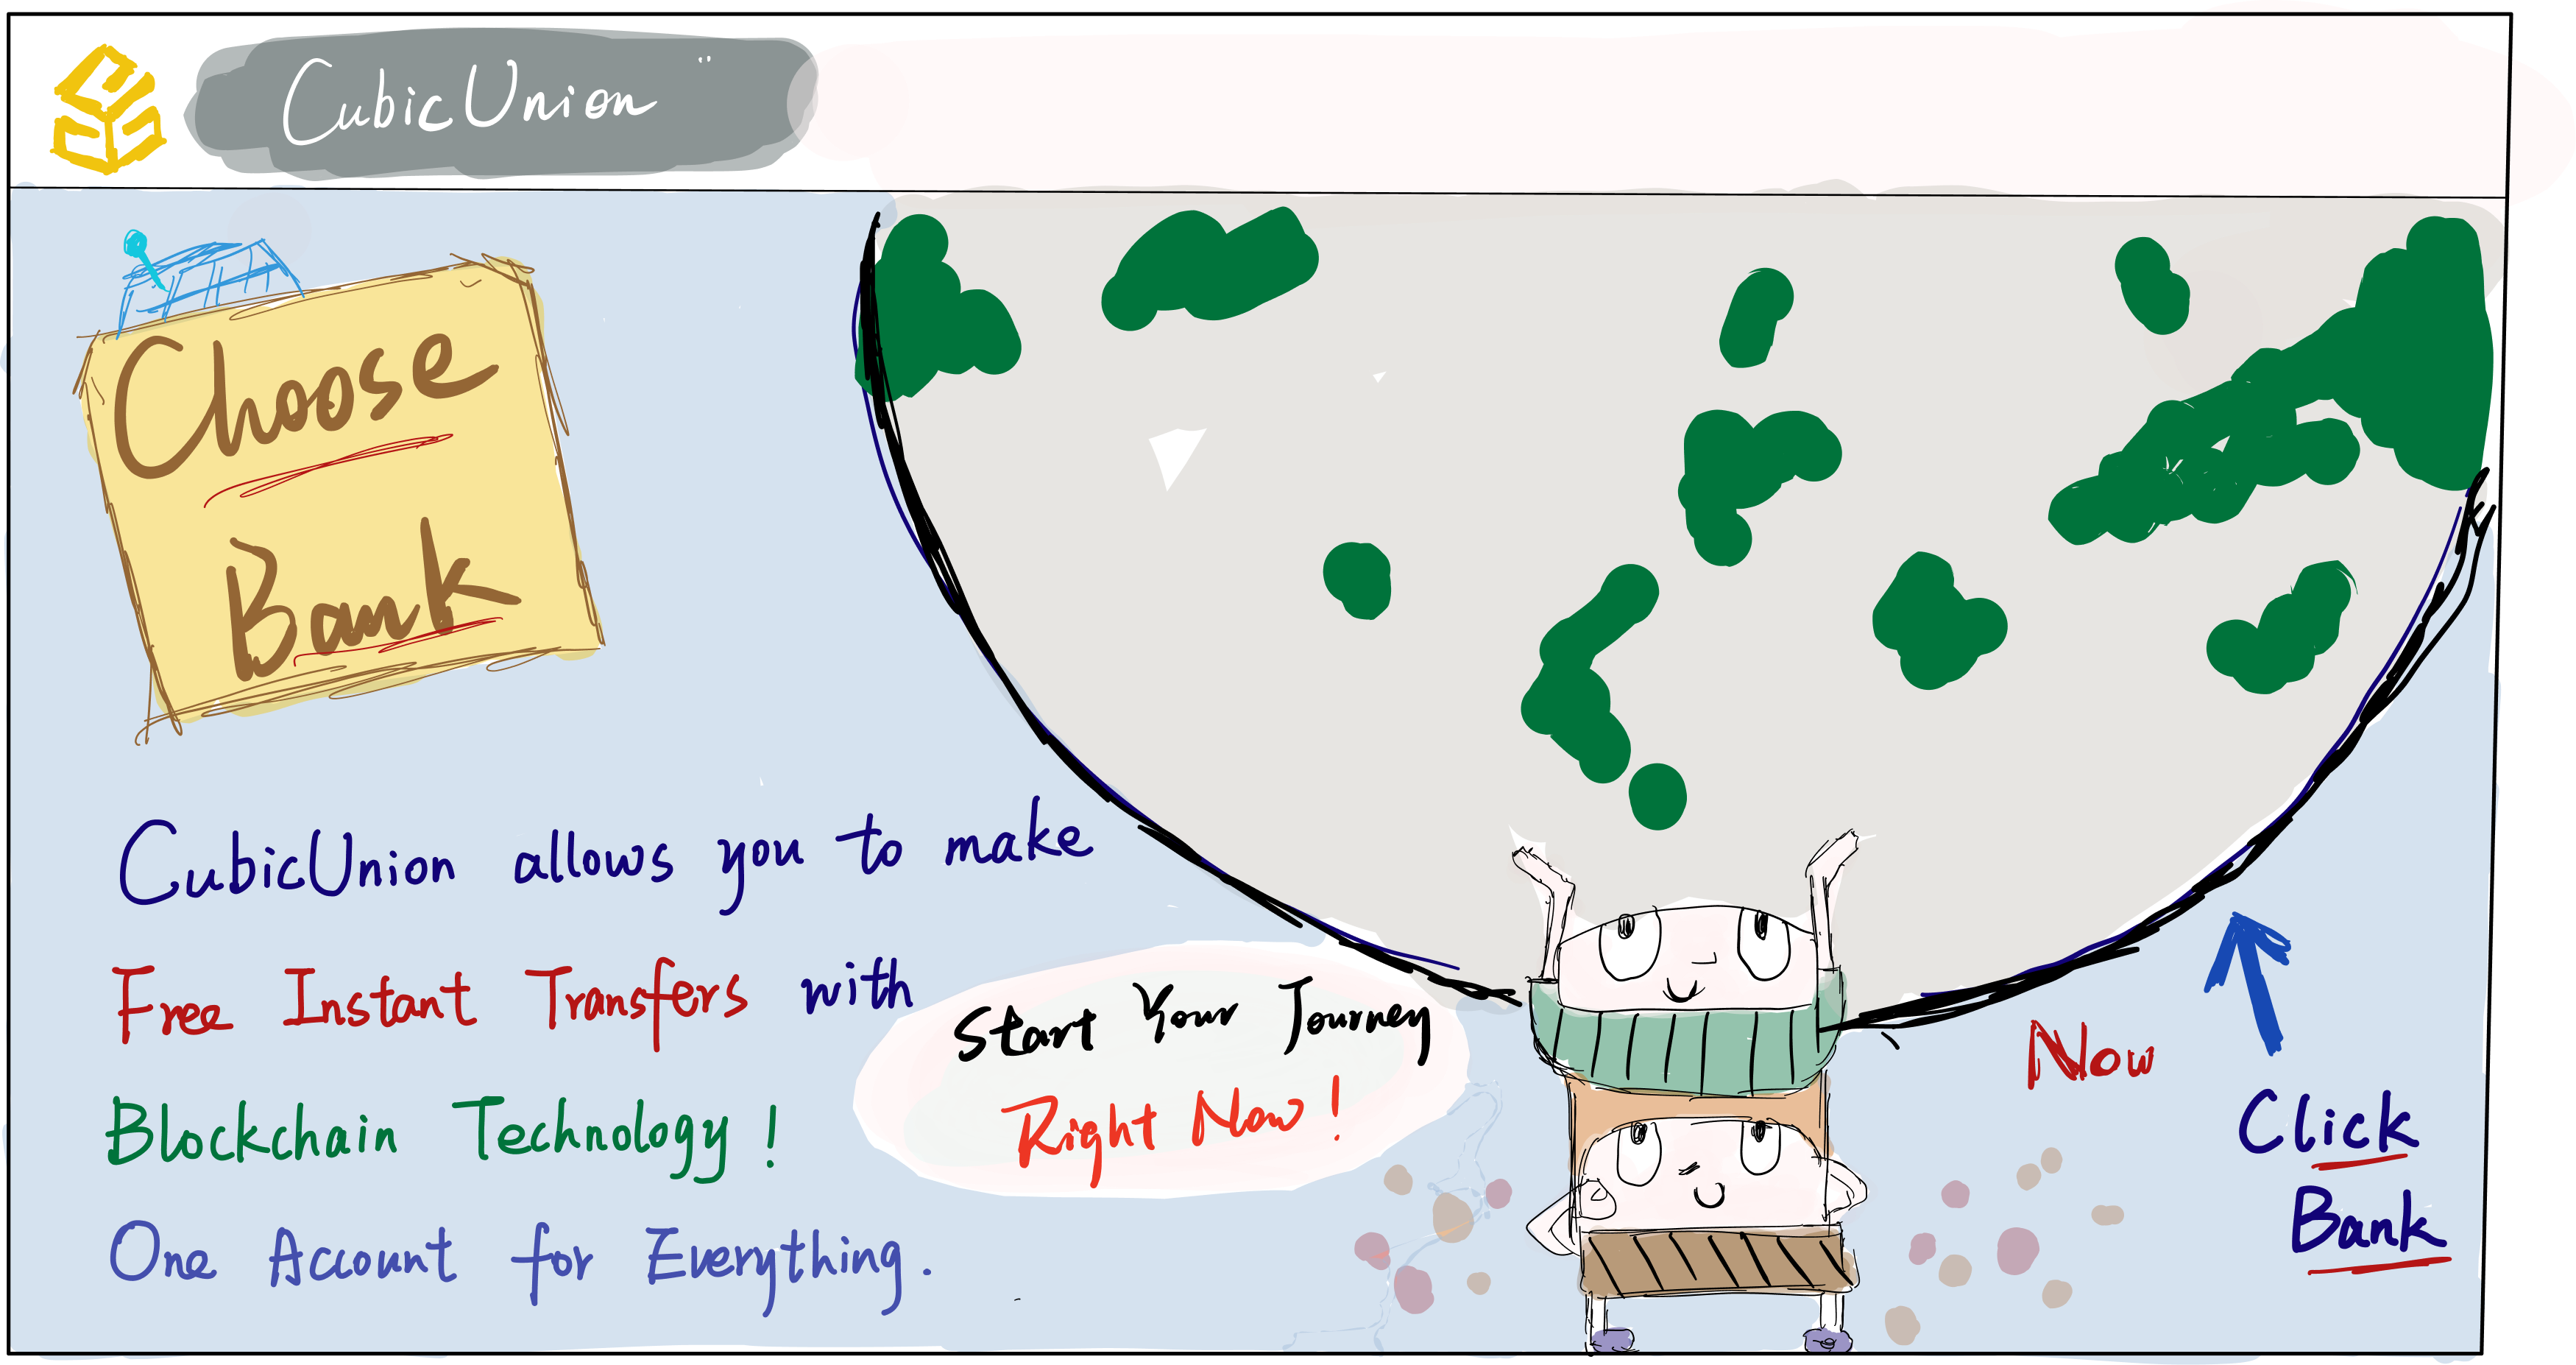 CubicUnion
Choose
Bank
CubicUnion allows you to make
Free Instant Transfers with
Blockchain Technology!
One Account for Everything.
Start Your Journey
Right Now!
Now
Click
Bank